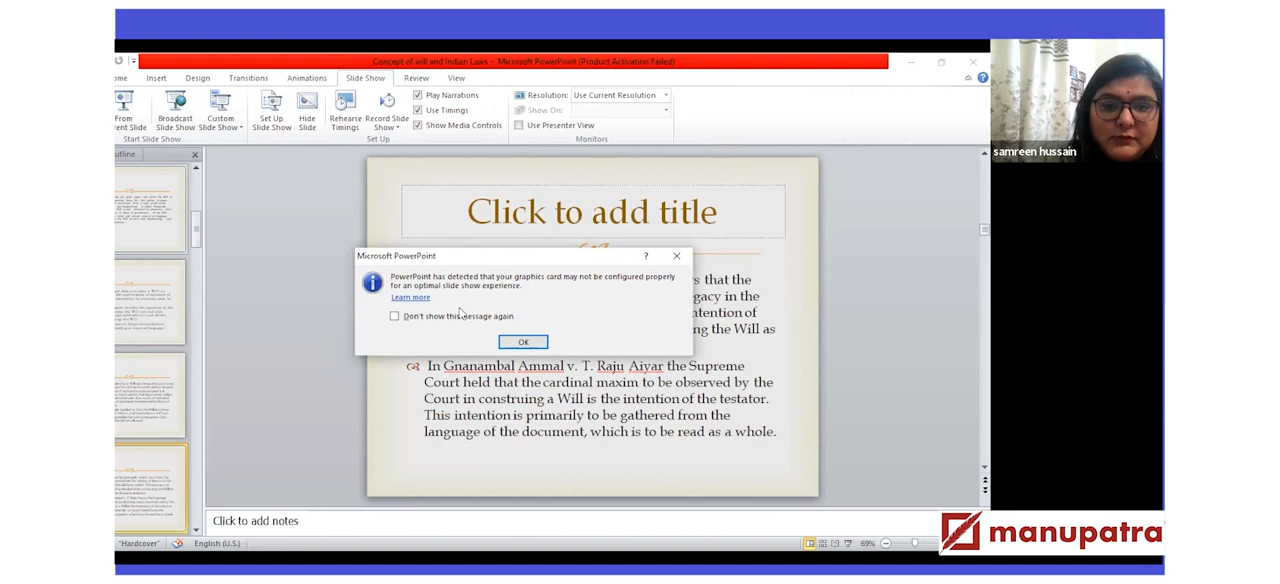 Concept of will and Indian Laws - Microsoft PowerPoint (Product Activation Failed)
ome Insert Design Transitions Animations Slide Show Review View
From
ent Slide
Broadcast
Slide Show
Custom
Slide Show
Set Up
Slide Show
Hide
Slide
Rehearse
Timings
Record Slide
Show
Play Narrations
Use Timings
Show Media Controls
Resolution: Use Current Resolution
Show On:
Use Presenter View
Start Slide Show
Set Up
Monitors
samreen hussain
utline
Click to add title
Microsoft PowerPoint
PowerPoint has detected that your graphics card may not be configured properly
for an optimal slide show experience.
Learn more
Don't show this message again
OK
s that the
gacy in the
ntention of
ng the Will as
In Gnanambal Ammal v. T. Raju Aiyar the Supreme
Court held that the cardinal maxim to be observed by the
Court in construing a Will is the intention of the testator.
This intention is primarily to be gathered from the
language of the document, which is to be read as a whole.
Click to add notes
"Hardcover" English (U.S.) 69%
manupatra